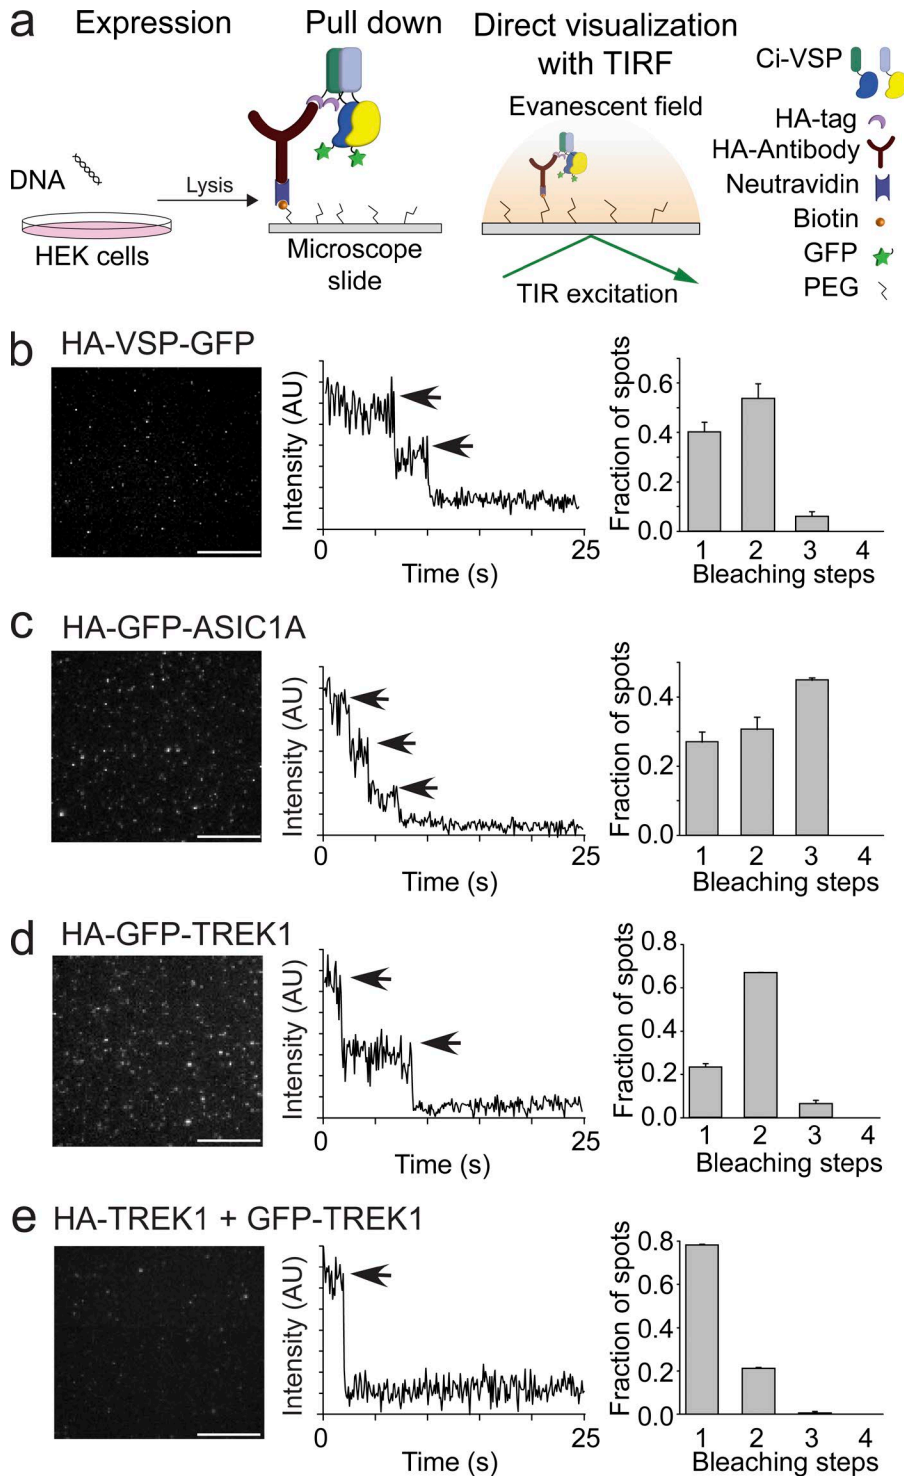 a
Expression
Pull down
Direct visualization
with TIRF
Evanescent field
DNA
Lysis
HEK cells
Microscope
slide
TIR excitation
Ci-VSP
HA-tag
HA-Antibody
Neutravidin
Biotin
GFP
PEG
b
HA-VSP-GFP
Intensity (AU)
0
25
Time (s)
Fraction of spots
0.6
0.4
0.2
0.0
1 2 3 4
Bleaching steps
c
HA-GFP-ASIC1A
Intensity (AU)
0
25
Time (s)
Fraction of spots
0.4
0.2
0.0
1 2 3 4
Bleaching steps
d
HA-GFP-TREK1
Intensity (AU)
0
25
Time (s)
Fraction of spots
0.8
0.6
0.4
0.2
0.0
1 2 3 4
Bleaching steps
e
HA-TREK1 + GFP-TREK1
Intensity (AU)
0
25
Time (s)
Fraction of spots
0.8
0.6
0.4
0.2
0.0
1 2 3 4
Bleaching steps